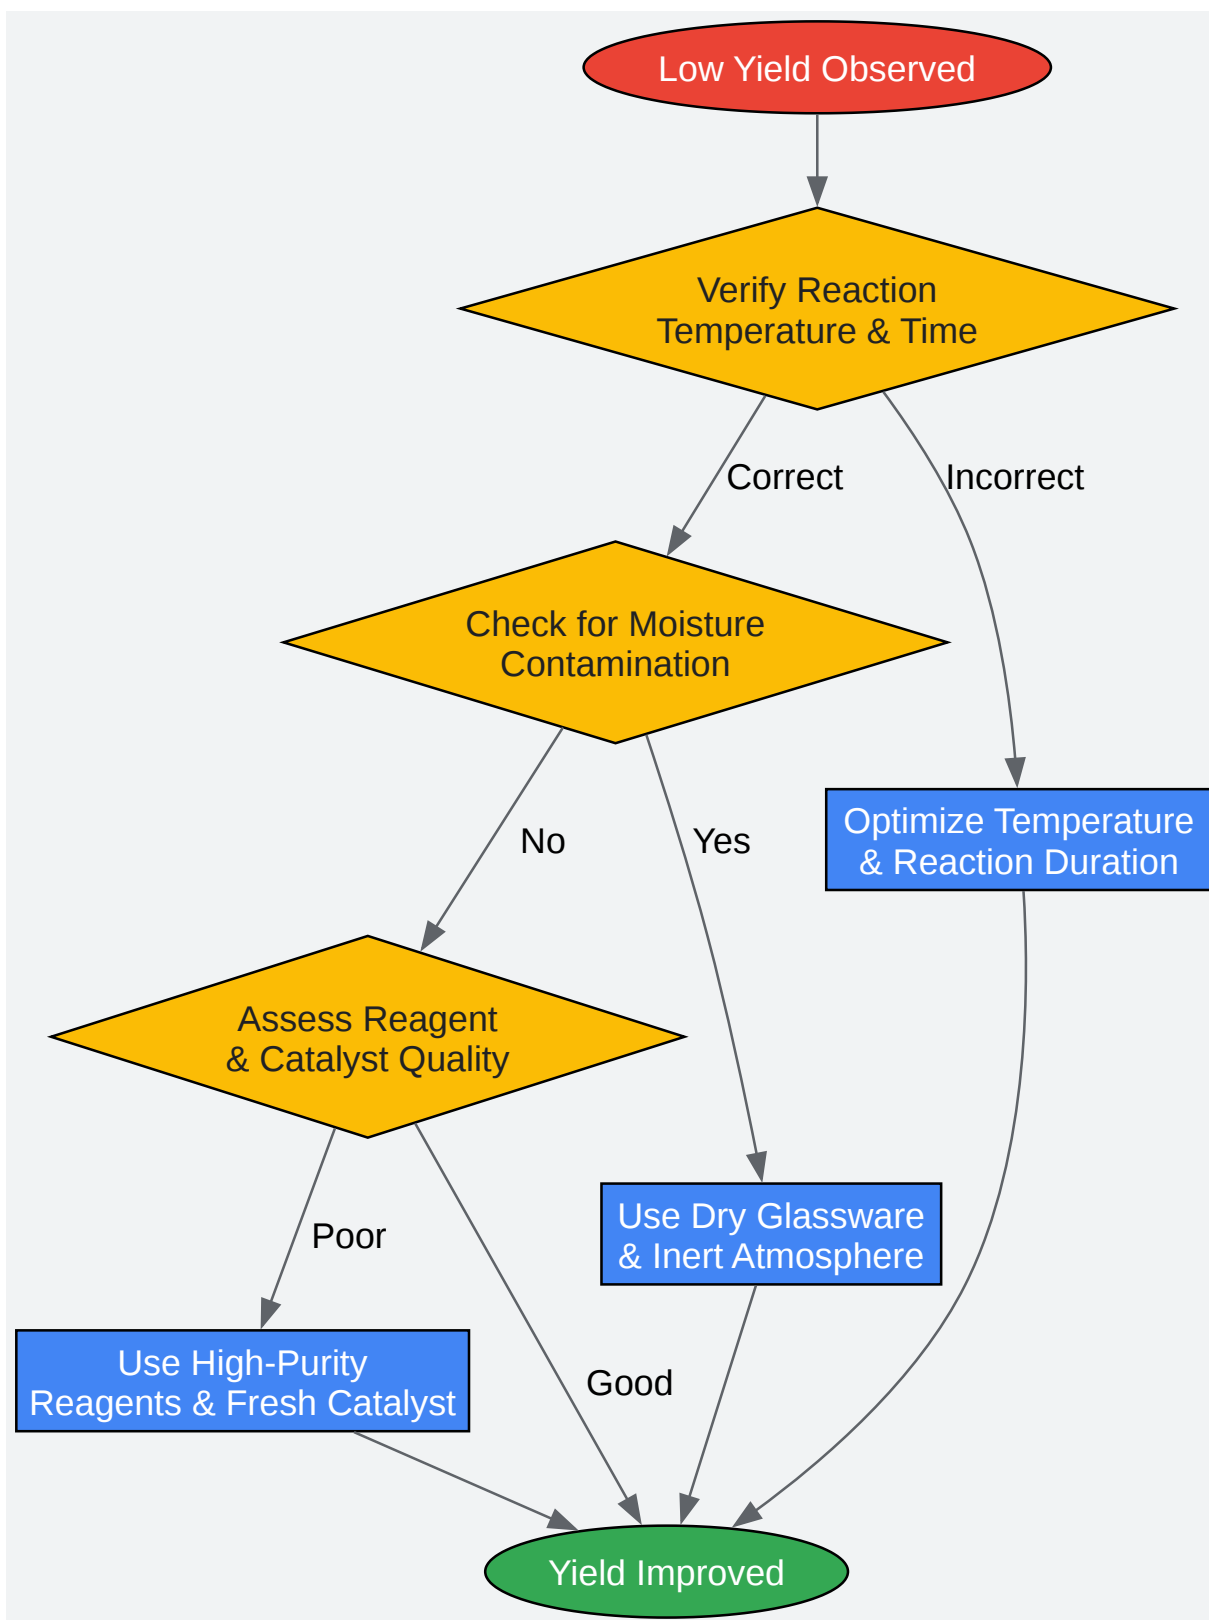 Low Yield Observed
Verify Reaction
Temperature & Time
Correct
Incorrect
Check for Moisture
Contamination
No
Yes
Optimize Temperature
& Reaction Duration
Assess Reagent
& Catalyst Quality
Poor
Use Dry Glassware
& Inert Atmosphere
Use High-Purity
Reagents & Fresh Catalyst
Good
Yield Improved